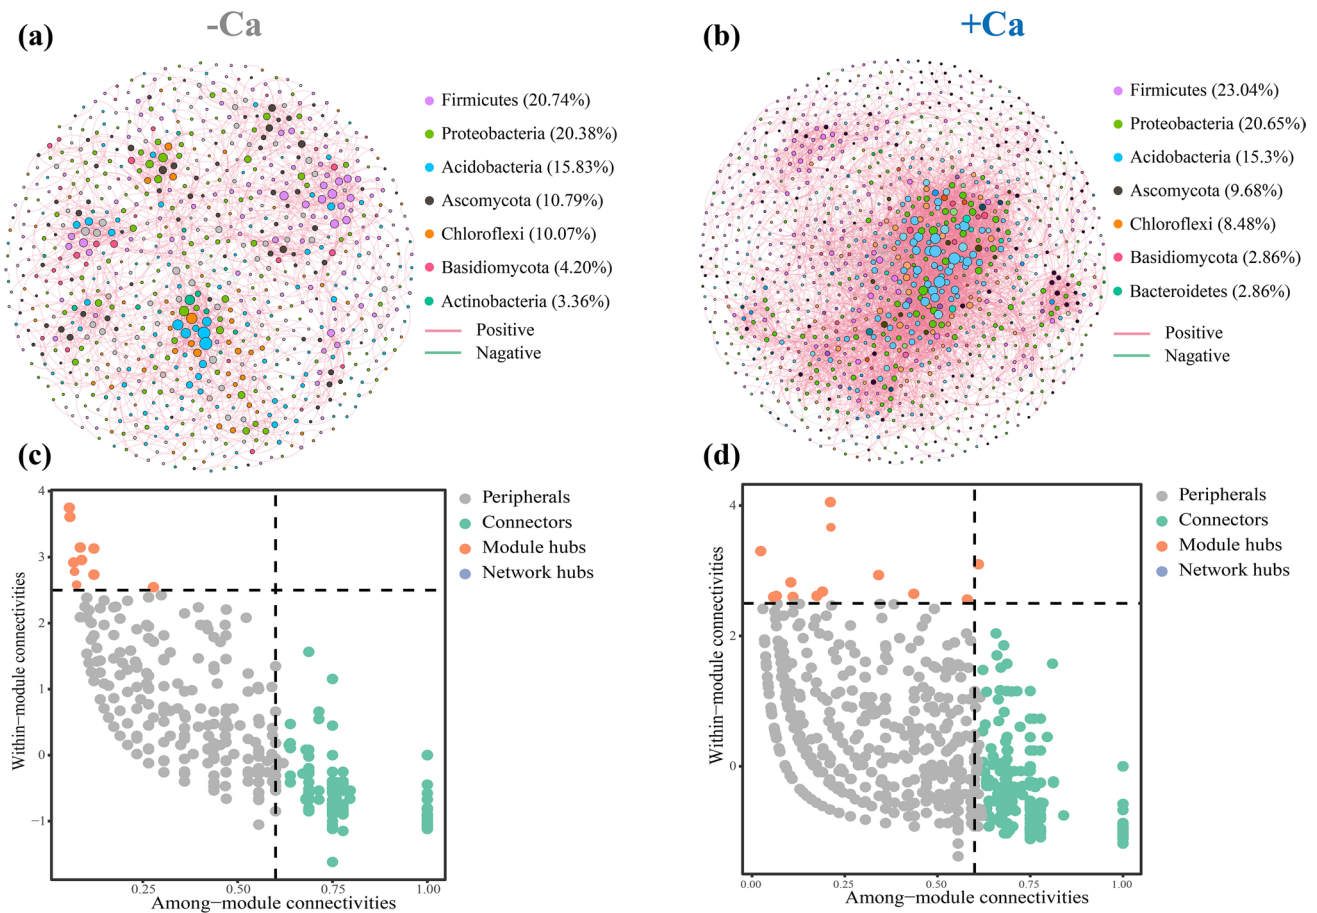 -Ca
+Ca
(a)
(b)
Firmicutes (20.74%)
Proteobacteria (20.38%)
Acidobacteria (15.83%)
Ascomycota (10.79%)
Chloroflexi (10.07%)
Basidiomycota (4.20%)
Actinobacteria (3.36%)
Positive
Nagative
Firmicutes (23.04%)
Proteobacteria (20.65%)
Acidobacteria (15.3%)
Ascomycota (9.68%)
Chloroflexi (8.48%)
Basidiomycota (2.86%)
Bacteroidetes (2.86%)
Positive
Nagative
(c)
4
3
2
1
0
−1
Within−module connectivities
0.25
0.50
0.75
1.00
Among−module connectivities
Peripherals
Connectors
Module hubs
Network hubs
(d)
4
2
0
Within−module connectivities
0.00
0.25
0.50
0.75
1.00
Among−module connectivities
Peripherals
Connectors
Module hubs
Network hubs